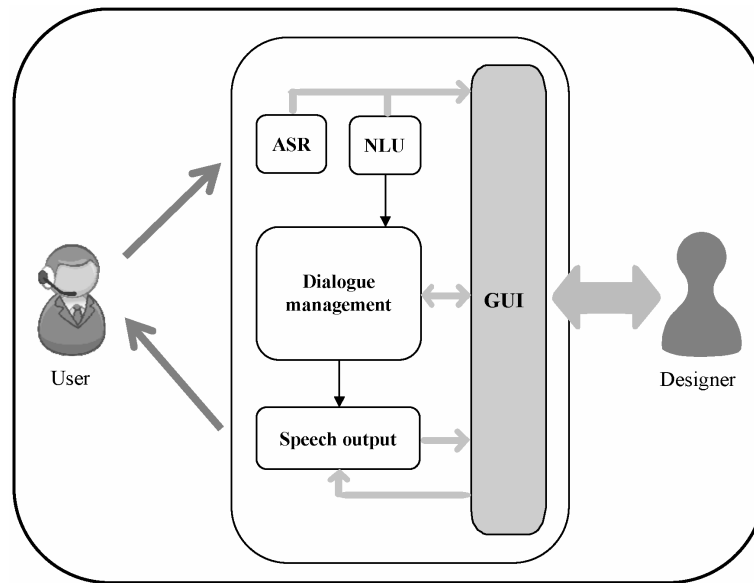 ASR
NLU
Dialogue
management
GUI
User
Designer
Speech output